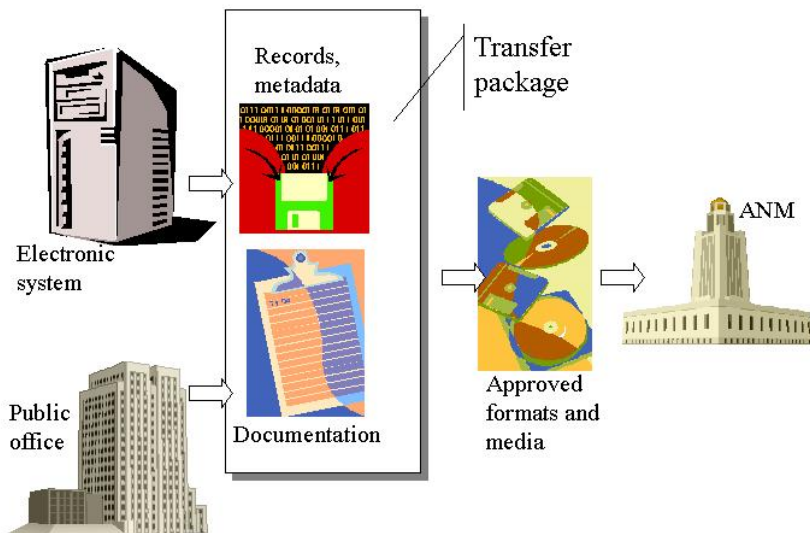 Records,
metadata
Transfer
package
Electronic
system
ANM
Public
office
Documentation
Approved
formats and
media